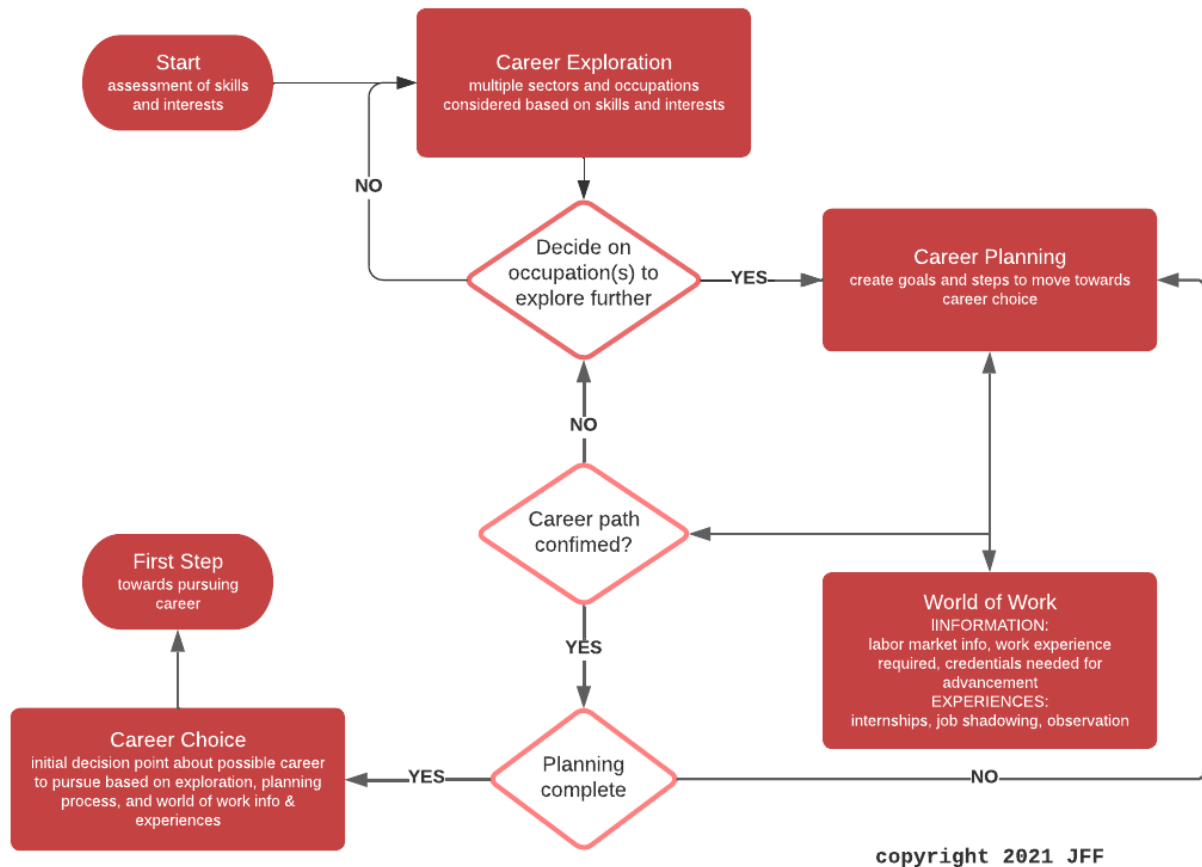 Start
assessment of skills
and interests
Career Exploration
multiple sectors and occupations
considered based on skills and interests
NO
Decide on
occupation(s) to
explore further
YES
Career Planning
create goals and steps to move towards
career choice
NO
Career path
confimed?
First Step
towards pursuing
career
World of Work
IINFORMATION:
labor market info, work experience
required, credentials needed for
advancement
EXPERIENCES:
internships, job shadowing, observation
YES
Career Choice
initial decision point about possible career
to pursue based on exploration, planning
process, and world of work info &
experiences
YES
Planning
complete
NO
copyright 2021 JFF